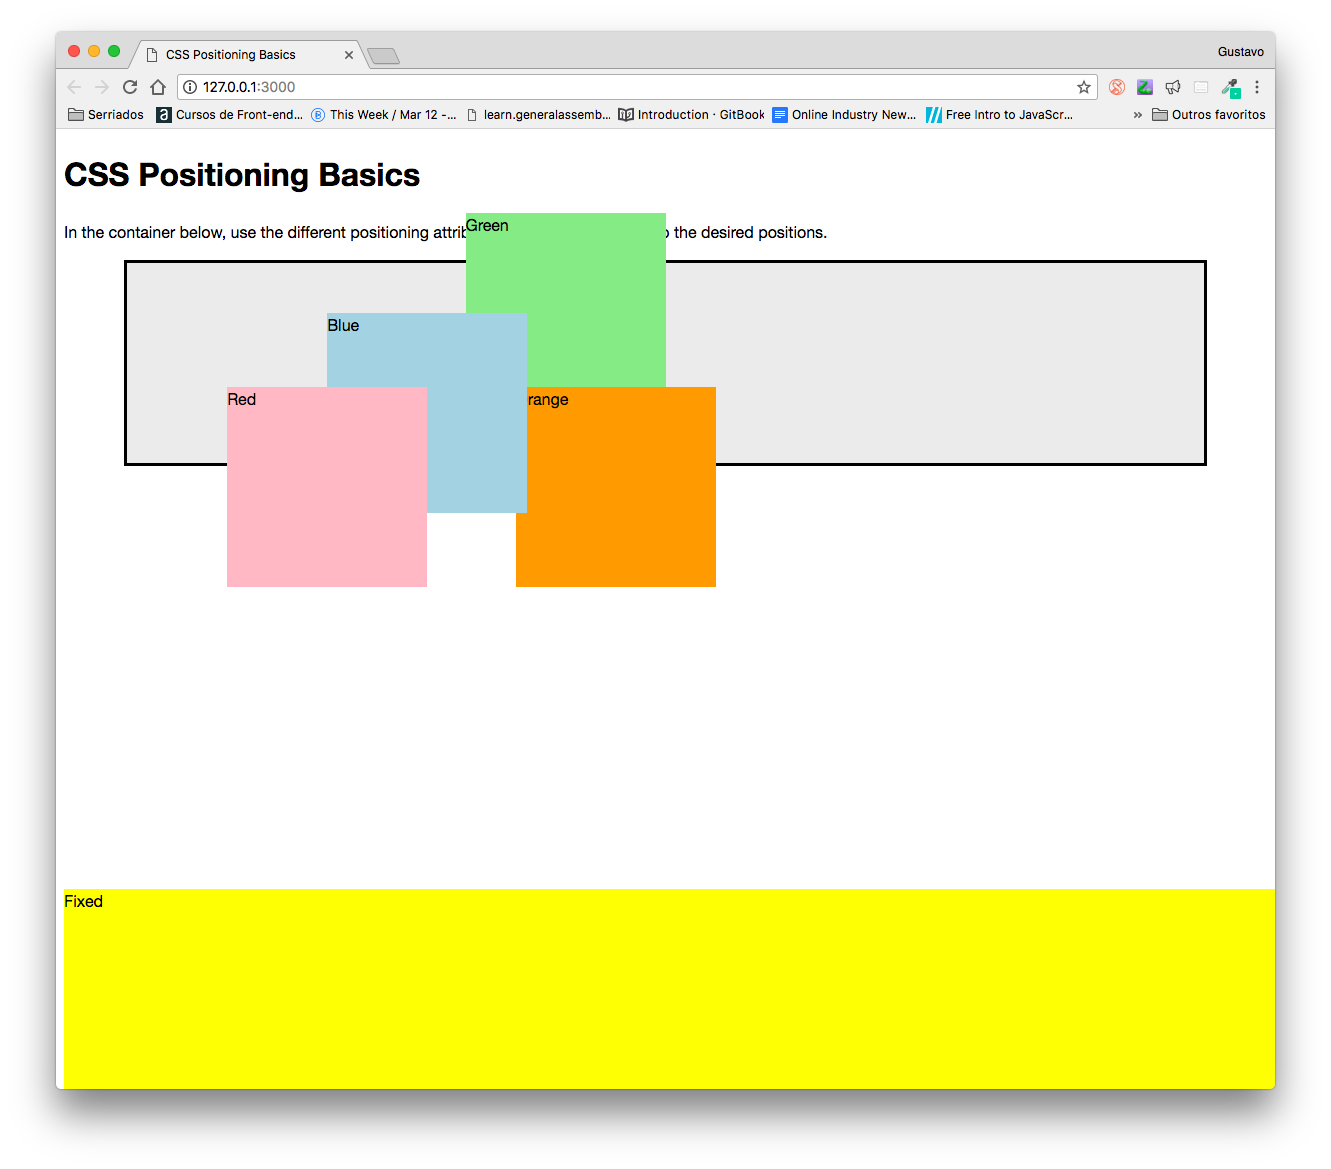 CSS Positioning Basics
Gustavo
127.0.0.1:3000
Serriados Cursos de Front-end... This Week / Mar 12 -... learn.generalassemb... Introduction · GitBook Online Industry New... Free Intro to JavaScr... » Outros favoritos
CSS Positioning Basics
In the container below, use the different positioning attrib o the desired positions.
Green
Blue
Red
range
Fixed